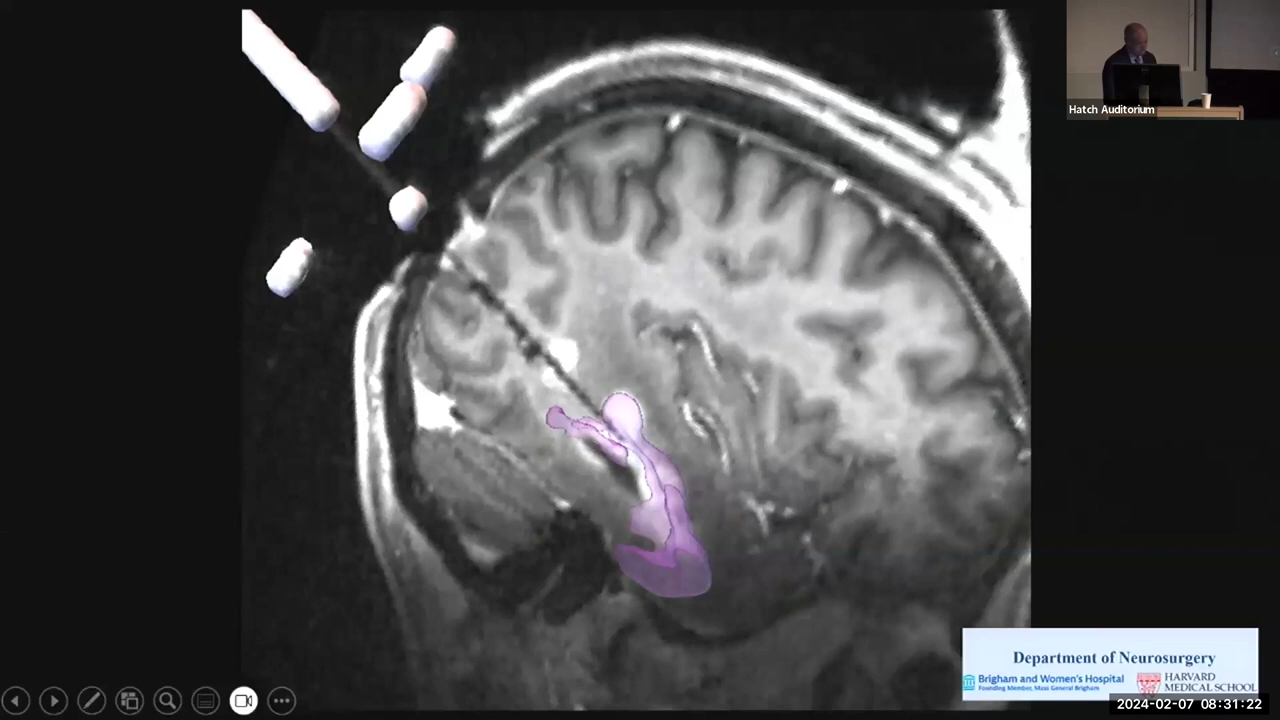 Hatch Auditorium
Department of Neurosurgery
Brigham and Women's Hospital
Founding Member, Mass General Brigham
HARVARD
MEDICAL SCHOOL
2024-02-07 08:31:22